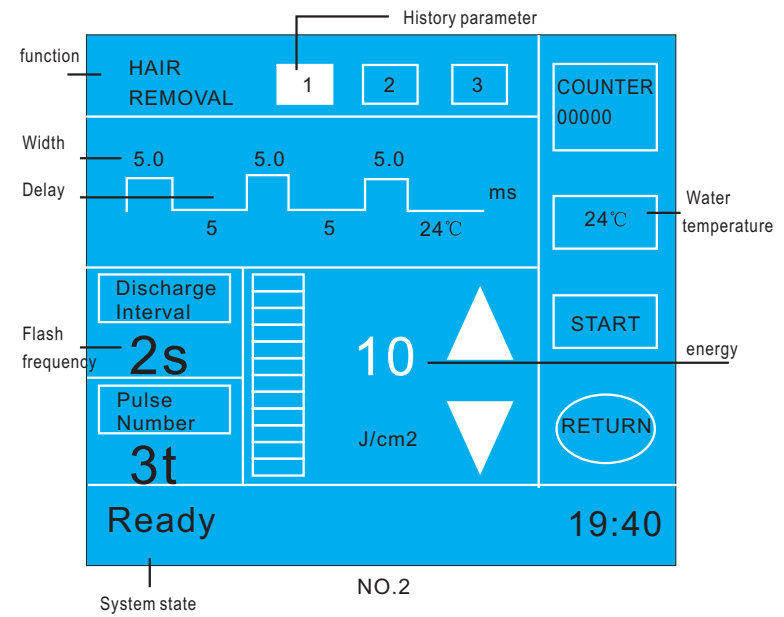 History parameter
function
HAIR
REMOVAL
1
2
3
COUNTER
00000
Width
5.0
5.0
5.0
Delay
ms
5
5
24℃
24℃
Water
temperature
Discharge
Interval
Flash
frequency
2s
10
START
energy
Pulse
Number
3t
J/cm2
RETURN
Ready
19:40
NO.2
System state